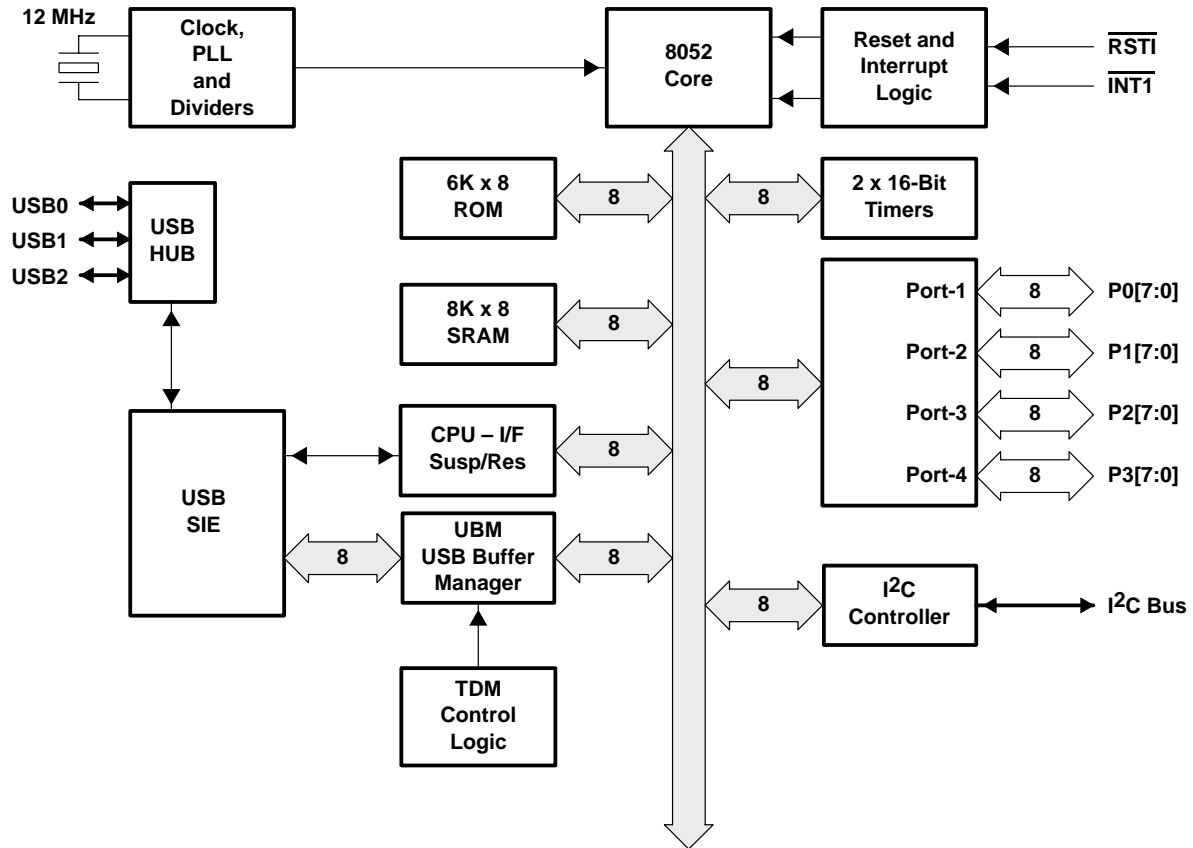 12 MHz
Clock,
PLL
and
Dividers
8052
Core
Reset and
Interrupt
Logic
RSTI
INT1
6K x 8
ROM
8
8
2 x 16-Bit
Timers
USB0
USB1
USB2
USB
HUB
8K x 8
SRAM
8
8
Port-1
8
P0[7:0]
Port-2
8
P1[7:0]
Port-3
8
P2[7:0]
Port-4
8
P3[7:0]
USB
SIE
CPU – I/F
Susp/Res
8
8
UBM
USB Buffer
Manager
8
8
I2C
Controller
I2C Bus
TDM
Control
Logic